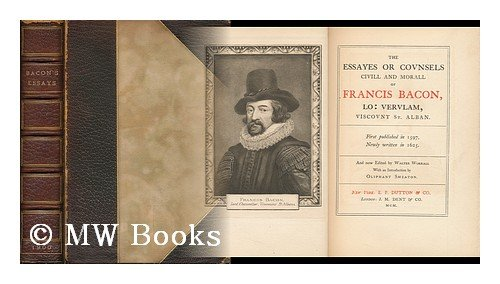 BACON'S
ESSAYS
1900
FRANCIS BACON,
Lord Chancellor, Viscount St. Albans.
THE
ESSAYES OR COVNSELS
CIVILL AND MORALL
OF
FRANCIS BACON,
LO: VERVLAM,
VISCOVNT ST. ALBAN.
First published in 1597.
Newly written in 1625.
And now Edited by WALTER WORRALL
With an Introduction by
OLIPHANT SMEATON.
NEW YORK: E. P. DUTTON & CO.
LONDON: J. M. DENT & CO.
MCM.
© MW Books